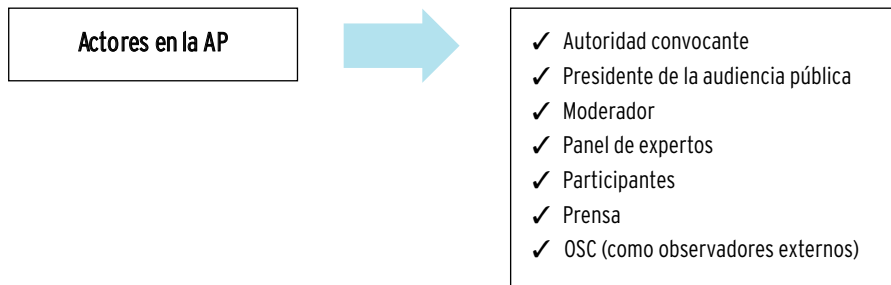 Actores en la AP
✓ Autoridad convocante
✓ Presidente de la audiencia pública
✓ Moderador
✓ Panel de expertos
✓ Participantes
✓ Prensa
✓ OSC (como observadores externos)